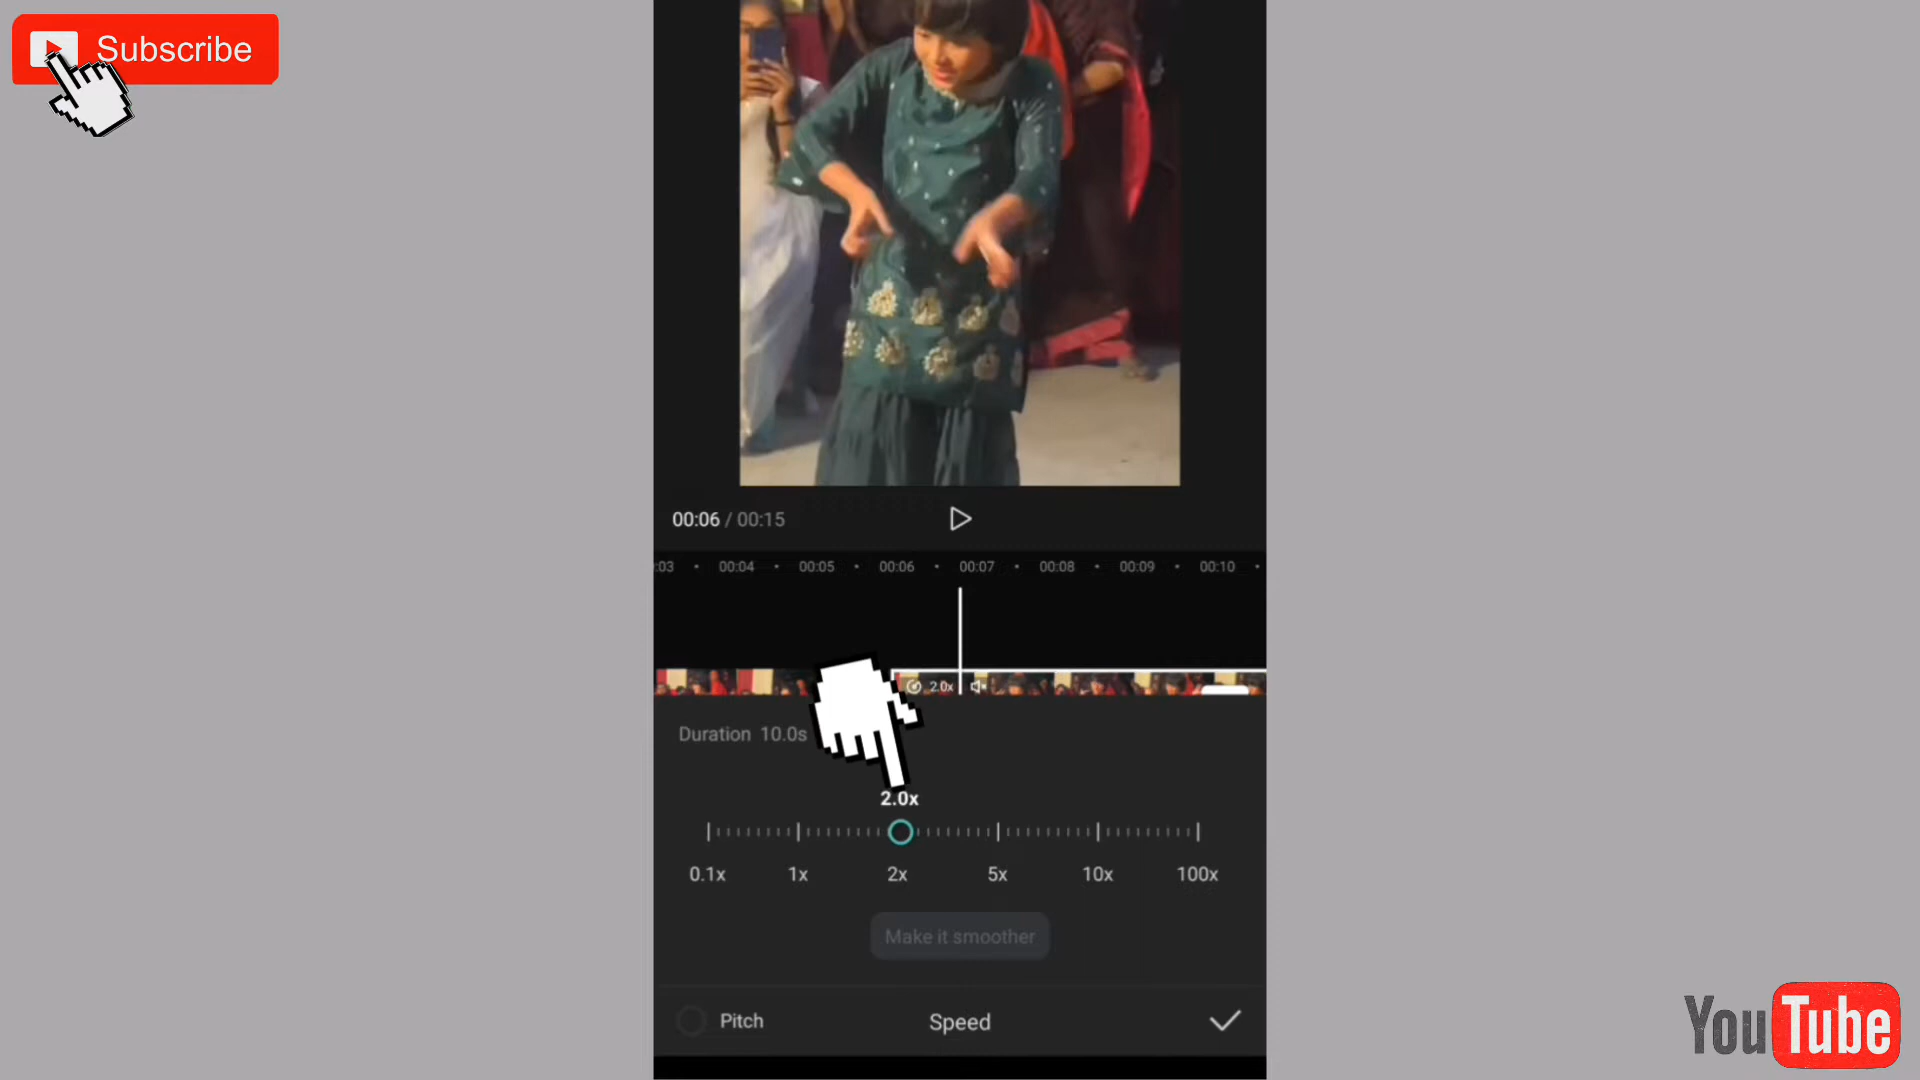 Subscribe
00:06 / 00:15
:03 00:04 00:05 00:06 00:07 00:08 00:09 00:10
2.0x
Duration 10.0s
2.0x
0.1x 1x 2x 5x 10x 100x
Make it smoother
Pitch Speed
YouTube